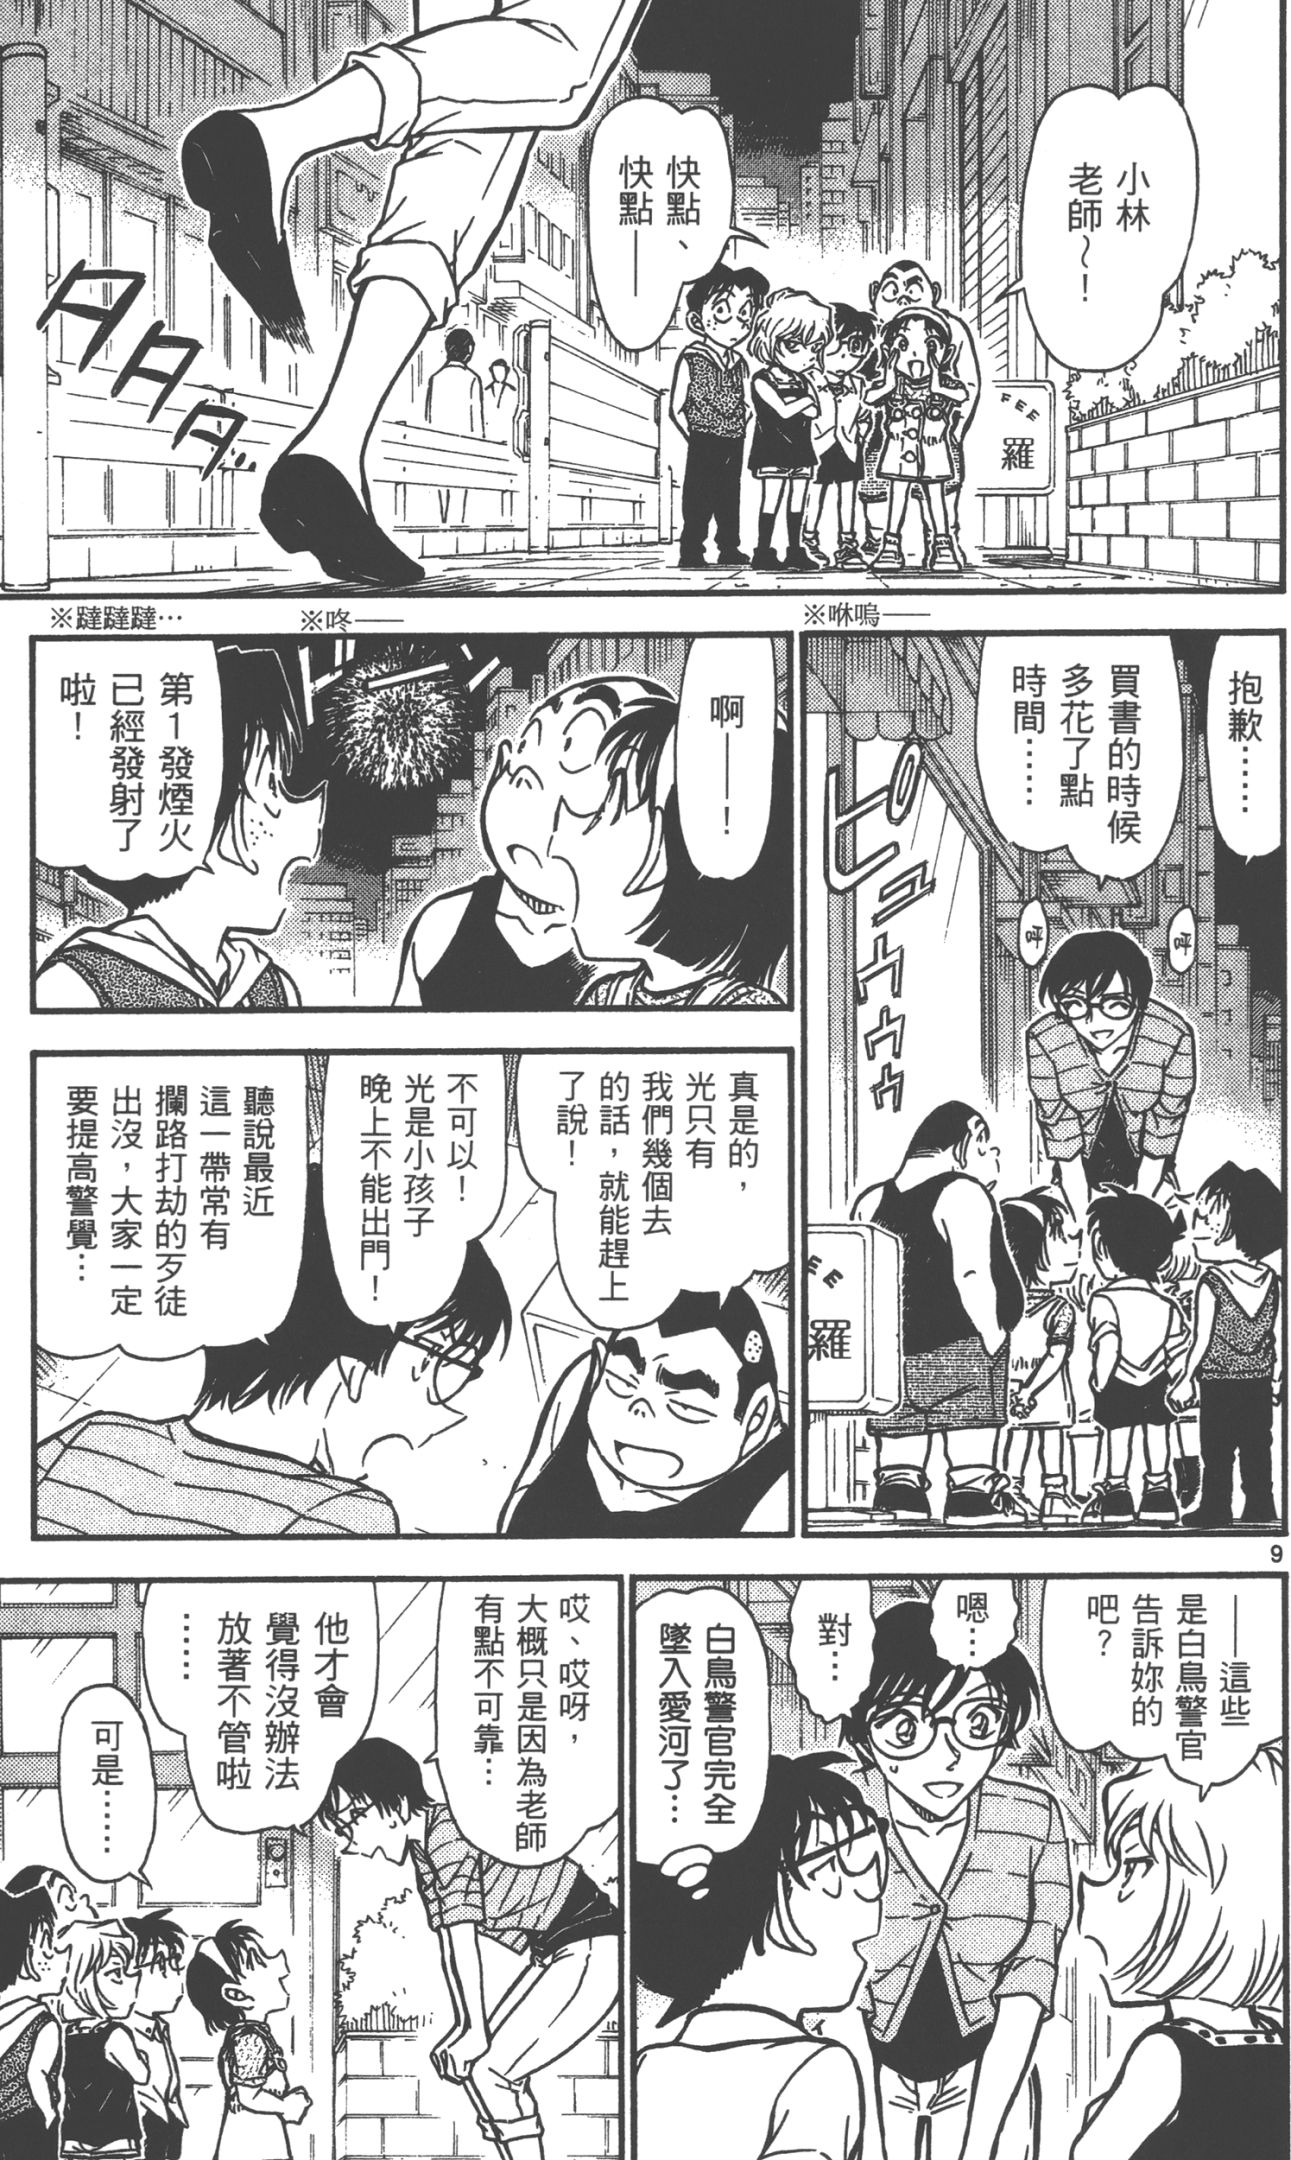 小林
老師～！
快點、
快點——
タタタ…
FEE
羅
※躂躂躂…
※咚——
※咻嗚——
抱歉……
買書的時候
多花了點
時間……
呼
呼
ピュウウウウ
FEE
羅
啊——！
第1發煙火
已經發射了
啦！
真是的，
光只有
我們幾個去
的話，就能趕上
了說！
不可以！
光是小孩子
晚上不能出門！
聽說最近
這一帶常有
攔路打劫的歹徒
出沒，大家一定
要提高警覺…
9
——這些
是白鳥警官
告訴妳的
吧？
嗯…
對…
白鳥警官完全
墜入愛河了…
哎、哎呀，
大概只是因為老師
有點不可靠…
他才會
覺得沒辦法
放著不管啦
……
可是……